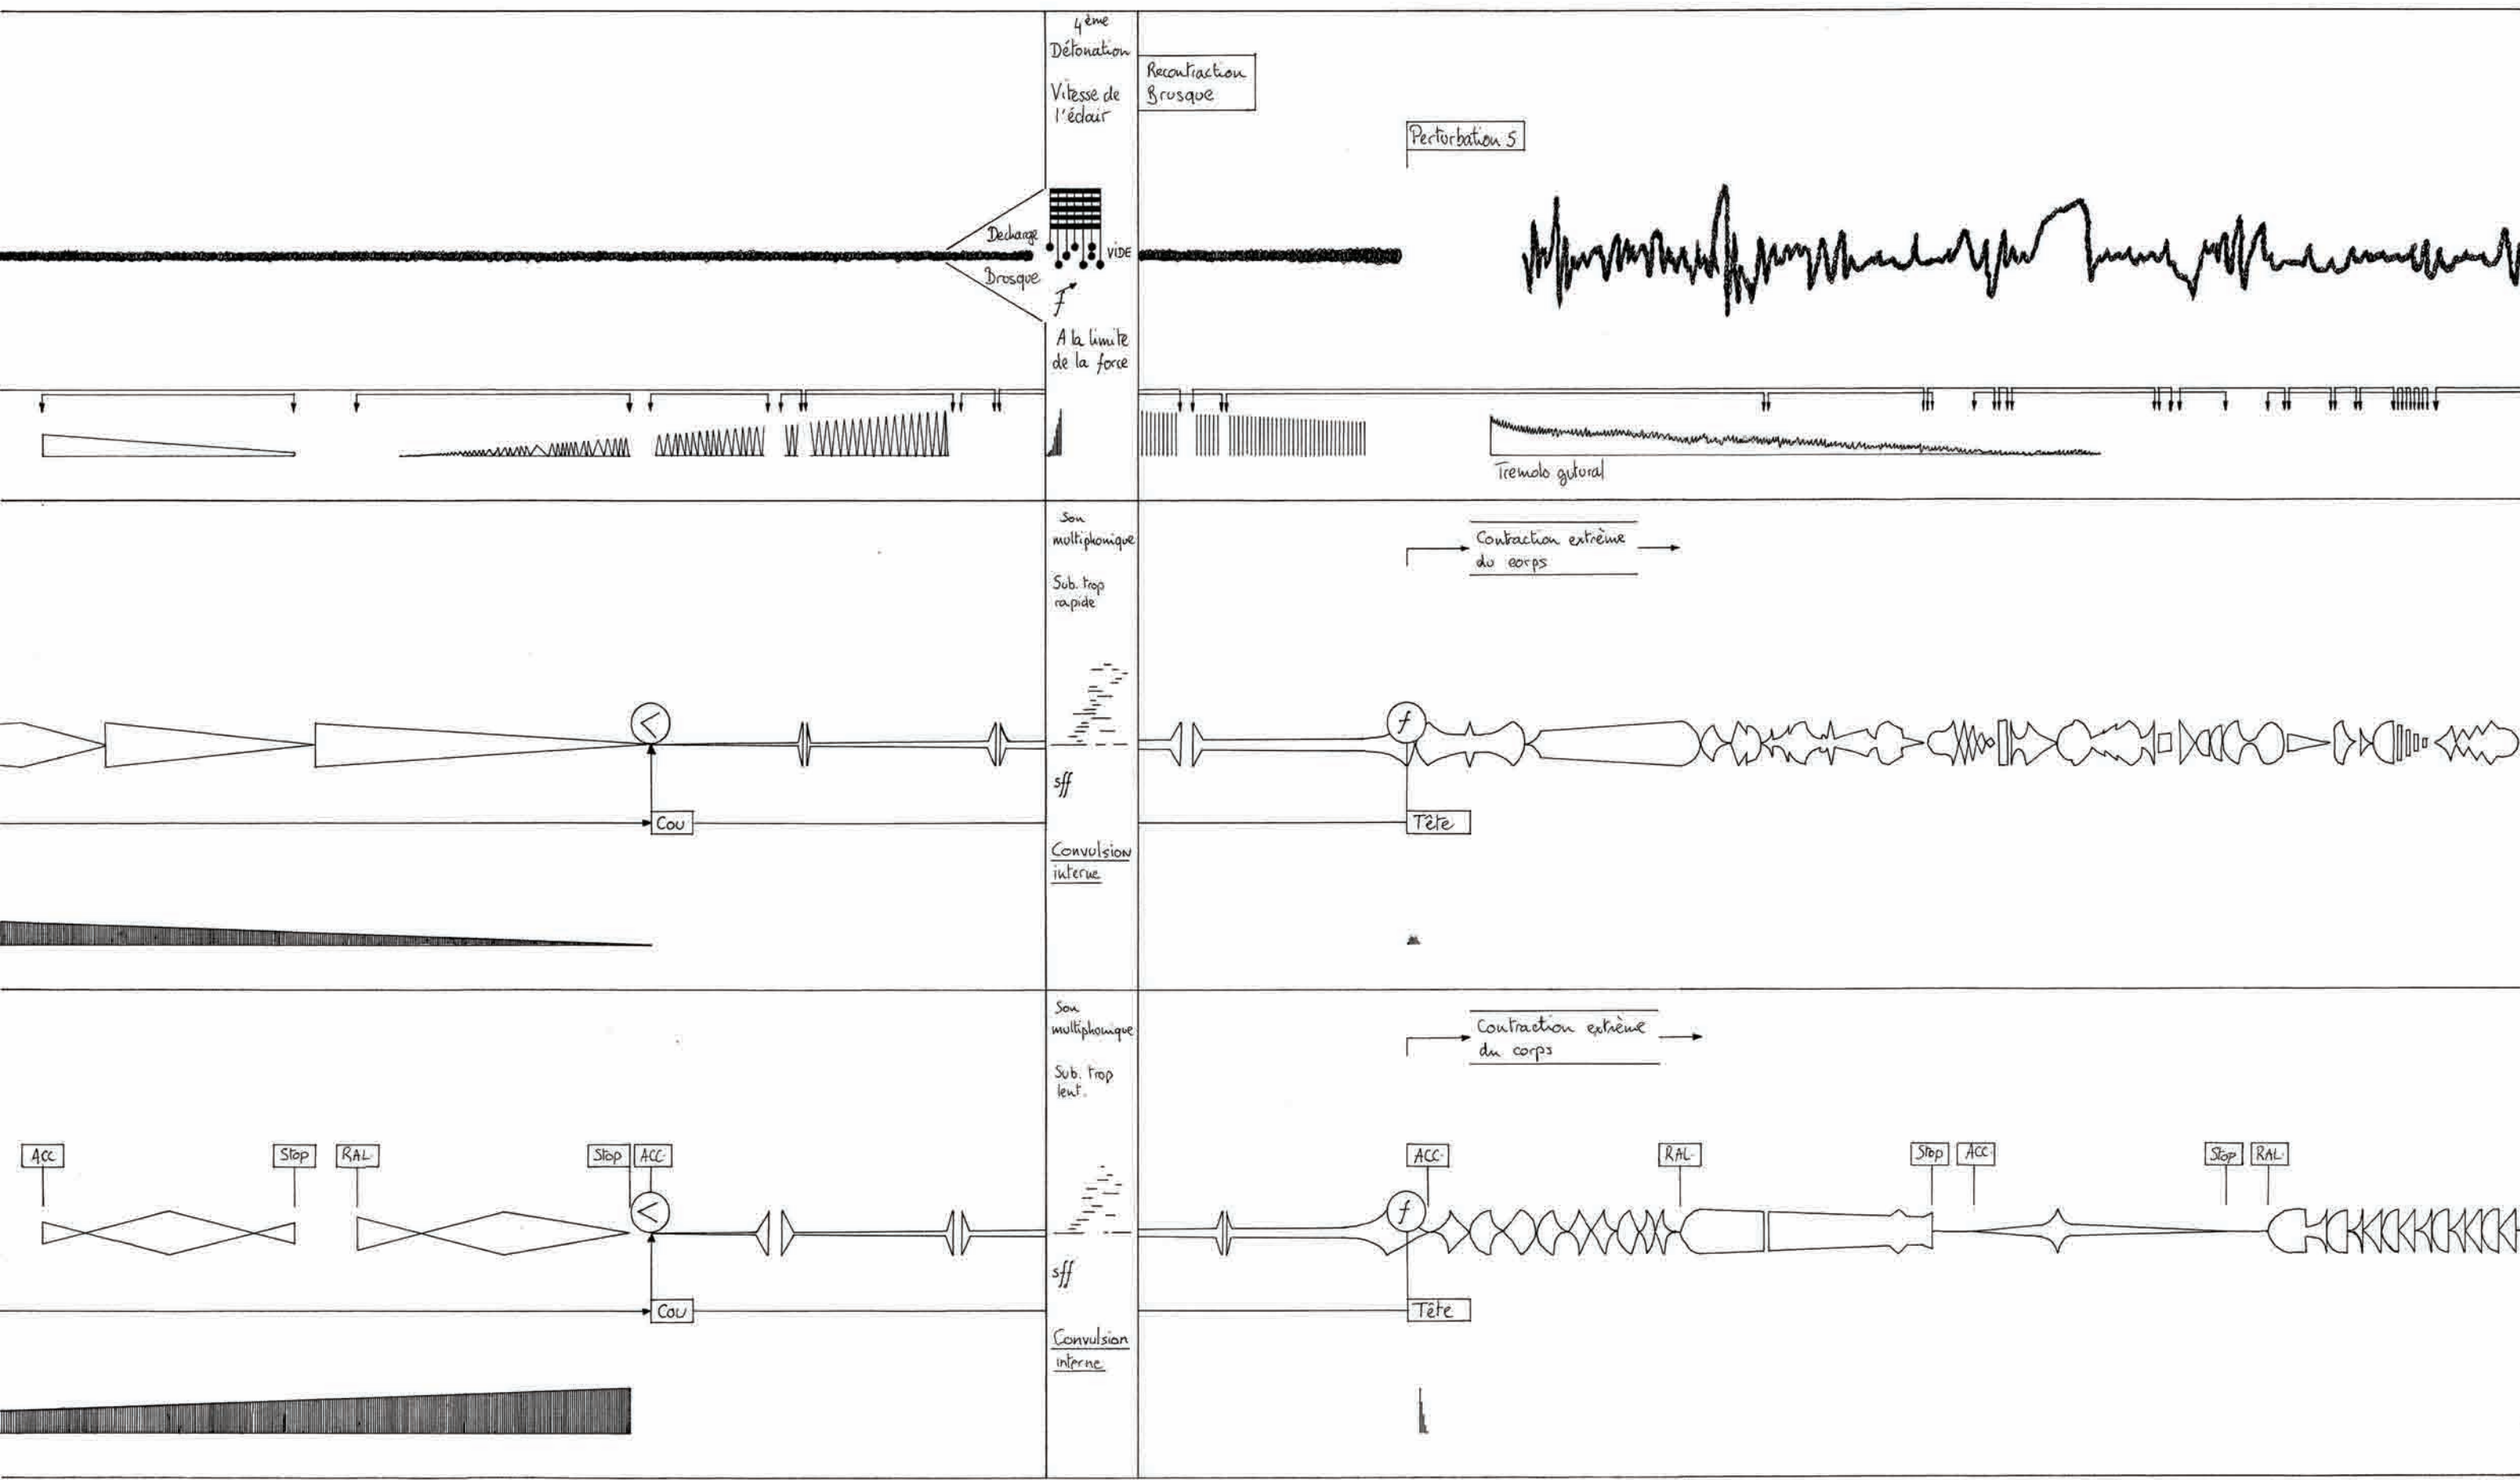 4ème
Détonation
Vitesse de
l'éclair
Recontraction
Brusque
Perturbation 5
Decharge
Brusque
VIDE
f
A la limite
de la force
Tremolo gutural
Son
multiphonique
Sub. trop
rapide
Contraction extrème
du corps
<
f
sff
Cou
Tête
Convulsion
interne
Son
multiphonique
Sub. trop
lent.
Contraction extrème
du corps
ACC
Stop
RAL.
Stop
ACC.
ACC.
RAL.
Stop
ACC.
Stop
RAL.
<
f
sff
Cou
Tête
Convulsion
interne